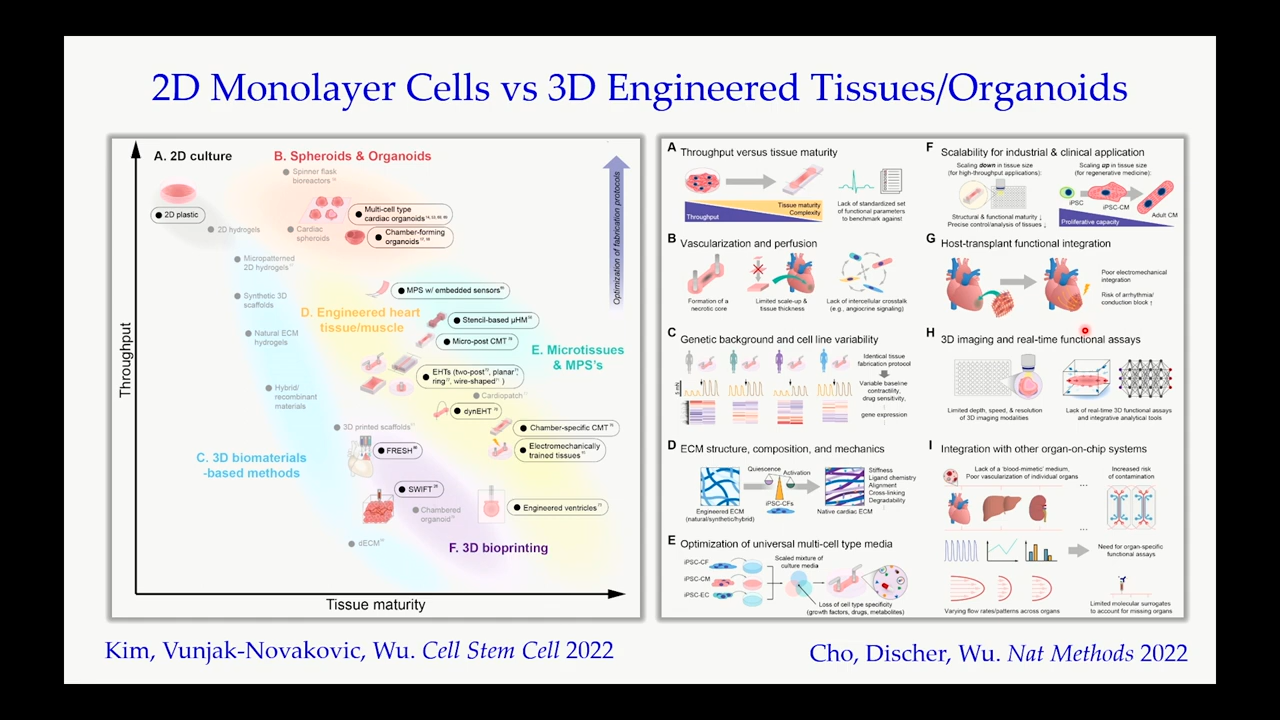 2D Monolayer Cells vs 3D Engineered Tissues/Organoids
A. 2D culture
B. Spheroids & Organoids
Spinner flask
bioreactors
2D plastic
Multi-cell type
cardiac organoids
2D hydrogels
Cardiac
spheroids
Chamber-forming
organoids
Micropatterned
2D hydrogels
Optimization of fabrication protocols
MPS w/ embedded sensors
Synthetic 3D
scaffolds
D. Engineered heart
tissue/muscle
Stencil-based µHM
Natural ECM
hydrogels
Micro-post CMT
E. Microtissues
& MPS's
EHTs (two-post, planar,
ring, wire-shaped)
Hybrid/
recombinant
materials
Cardiopatch
dynEHT
3D printed scaffolds
Chamber-specific CMT
C. 3D biomaterials
-based methods
FRESH
Electromechanically
trained tissues
SWIFT
Chambered
organoid
Engineered ventricles
dECM
F. 3D bioprinting
Throughput
Tissue maturity
A Throughput versus tissue maturity
Throughput
Tissue maturity
Complexity
Lack of standardized set
of functional parameters
to benchmark against
B Vascularization and perfusion
Formation of a
necrotic core
Limited scale-up &
tissue thickness
Lack of intercellular crosstalk
(e.g., angiocrine signaling)
C Genetic background and cell line variability
Identical tissue
fabrication protocol
Variable baseline
contractility,
drug sensitivity,
gene expression
D ECM structure, composition, and mechanics
Quiescence
Activation
iPSC-CFs
Engineered ECM
(natural/synthetic/hybrid)
Native cardiac ECM
Stiffness
Ligand chemistry
Alignment
Cross-linking
Degradability
E Optimization of universal multi-cell type media
iPSC-CF
iPSC-CM
iPSC-EC
Scaled mixture of
culture media
Loss of cell type specificity
(growth factors, drugs, metabolites)
F Scalability for industrial & clinical application
Scaling down in tissue size
(for high-throughput applications):
Structural & functional maturity ↓
Precise control/analysis of tissues ↓
Scaling up in tissue size
(for regenerative medicine):
iPSC
iPSC-CM
Adult CM
Proliferative capacity
G Host-transplant functional integration
Poor electromechanical
integration
Risk of arrhythmia/
conduction block ↑
H 3D imaging and real-time functional assays
Limited depth, speed, & resolution
of 3D imaging modalities
Lack of real-time 3D functional assays
and integrative analytical tools
I Integration with other organ-on-chip systems
Lack of a 'blood-mimetic' medium,
Poor vascularization of individual organs
Increased risk
of contamination
...
...
Need for organ-specific
functional assays
Varying flow rates/patterns across organs
Limited molecular surrogates
to account for missing organs
Kim, Vunjak-Novakovic, Wu. Cell Stem Cell 2022
Cho, Discher, Wu. Nat Methods 2022